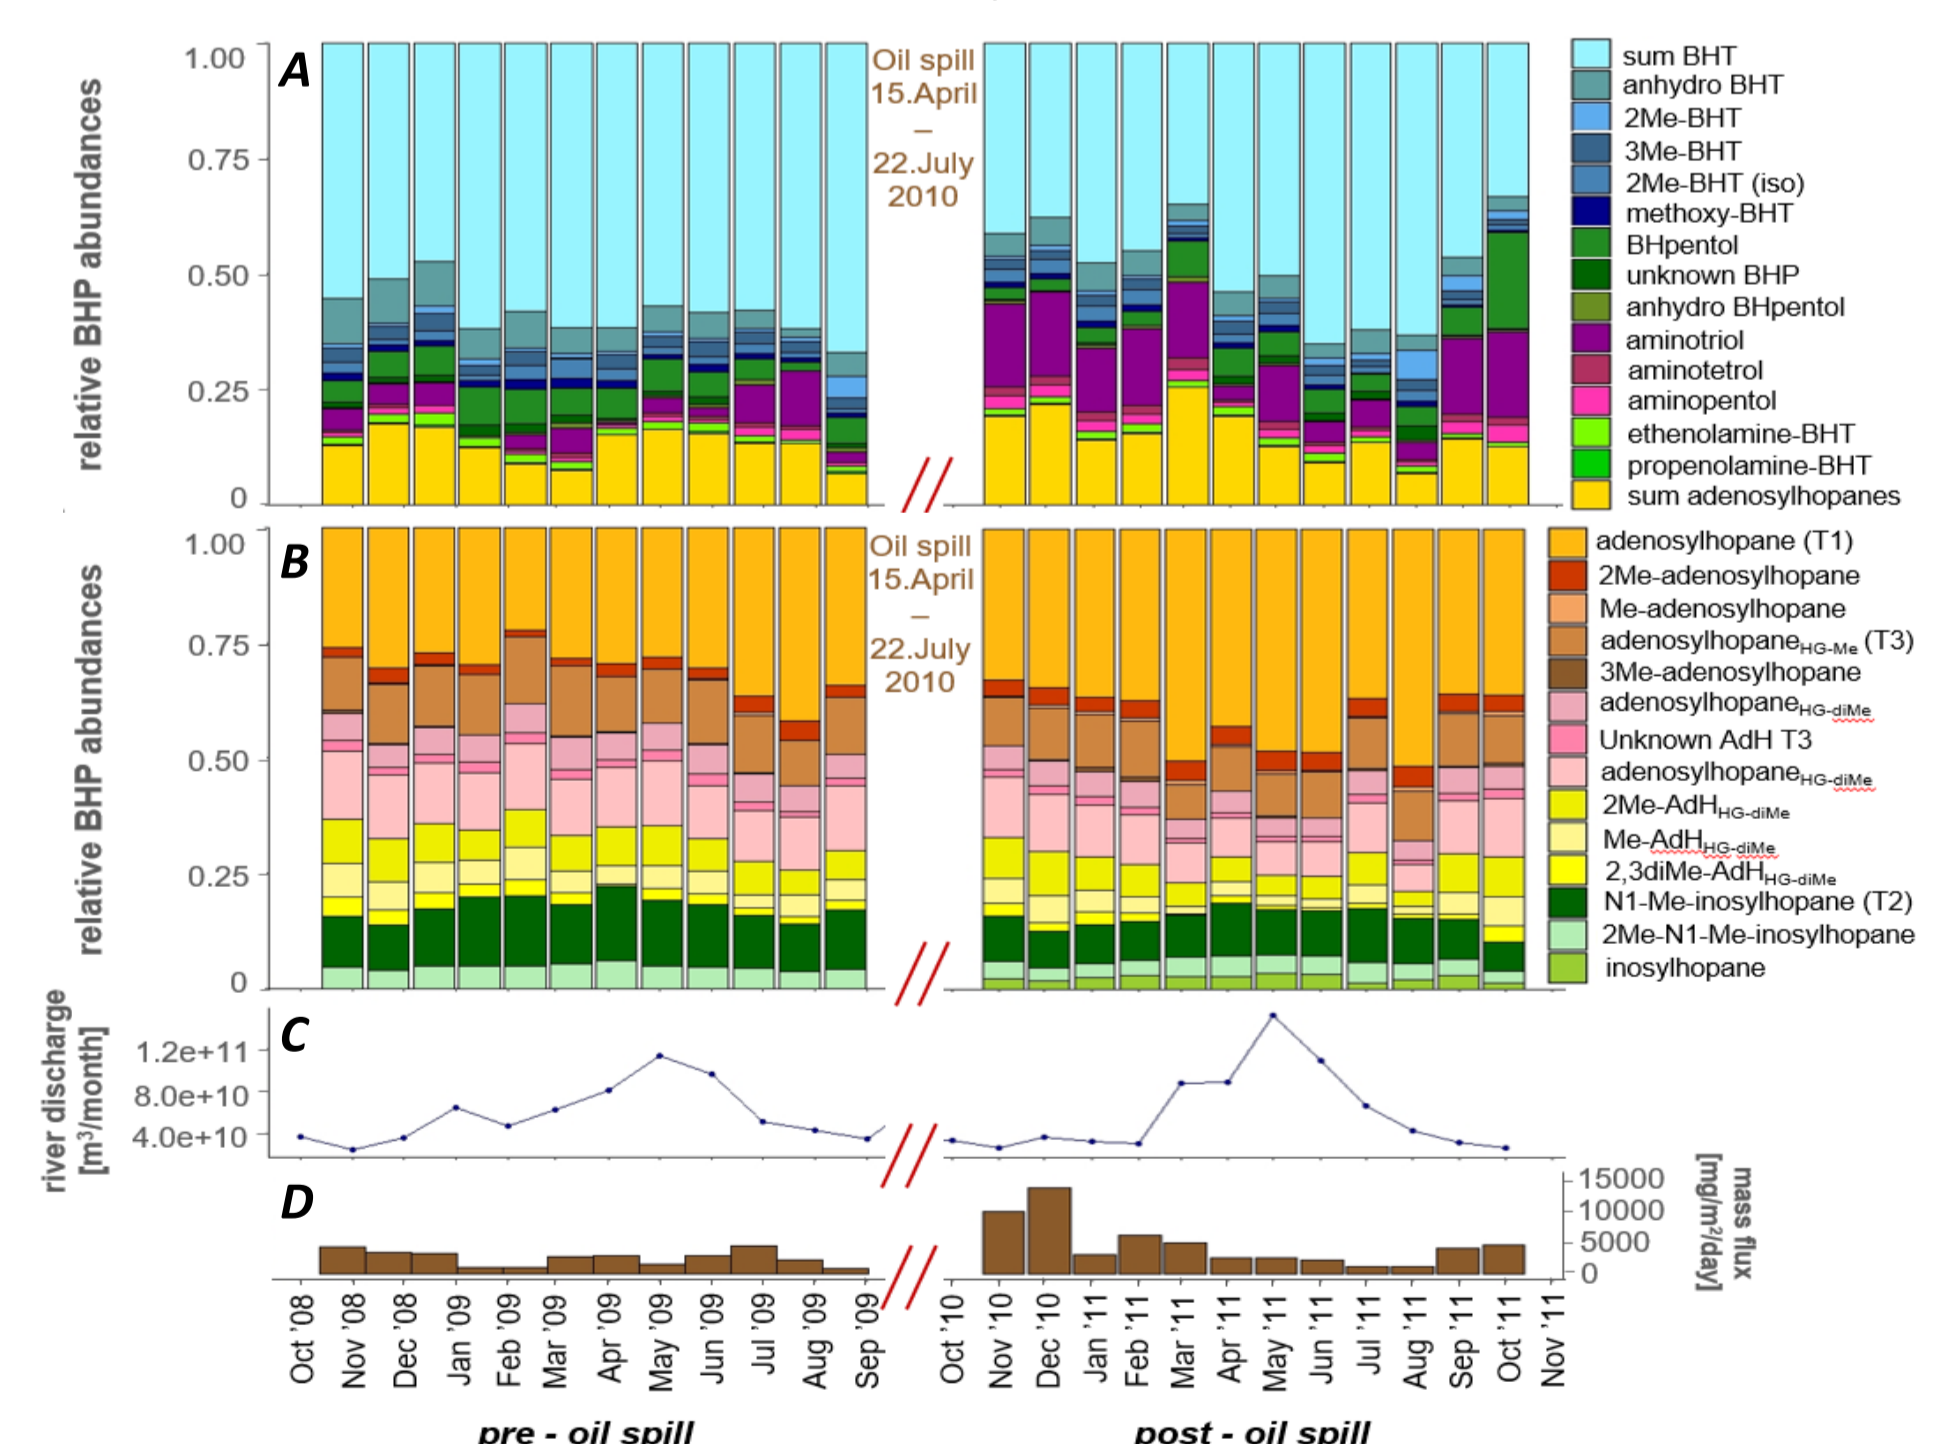 A
relative BHP abundances
1.00
0.75
0.50
0.25
0
Oil spill
15.April
–
22.July
2010
sum BHT
anhydro BHT
2Me-BHT
3Me-BHT
2Me-BHT (iso)
methoxy-BHT
BHpentol
unknown BHP
anhydro BHpentol
aminotriol
aminotetrol
aminopentol
ethenolamine-BHT
propenolamine-BHT
sum adenosylhopanes
B
relative BHP abundances
1.00
0.75
0.50
0.25
0
Oil spill
15.April
–
22.July
2010
adenosylhopane (T1)
2Me-adenosylhopane
Me-adenosylhopane
adenosylhopaneHG-Me (T3)
3Me-adenosylhopane
adenosylhopaneHG-diMe
Unknown AdH T3
adenosylhopaneHG-diMe
2Me-AdHHG-diMe
Me-AdHHG-diMe
2,3diMe-AdHHG-diMe
N1-Me-inosylhopane (T2)
2Me-N1-Me-inosylhopane
inosylhopane
C
river discharge
[m³/month]
1.2e+11
8.0e+10
4.0e+10
D
15000
10000
5000
0
mass flux
[mg/m²/day]
Oct '08
Nov '08
Dec '08
Jan '09
Feb '09
Mar '09
Apr '09
May '09
Jun '09
Jul '09
Aug '09
Sep '09
Oct '10
Nov '10
Dec '10
Jan '11
Feb '11
Mar '11
Apr '11
May '11
Jun '11
Jul '11
Aug '11
Sep '11
Oct '11
Nov '11
pre - oil spill
post - oil spill